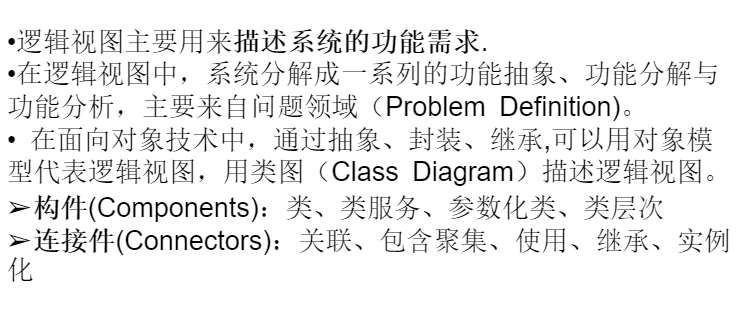 •逻辑视图主要用来描述系统的功能需求.
•在逻辑视图中，系统分解成一系列的功能抽象、功能分解与
功能分析，主要来自问题领域（Problem Definition)。
• 在面向对象技术中，通过抽象、封装、继承,可以用对象模
型代表逻辑视图，用类图（Class Diagram）描述逻辑视图。
➢构件(Components)：类、类服务、参数化类、类层次
➢连接件(Connectors)：关联、包含聚集、使用、继承、实例
化